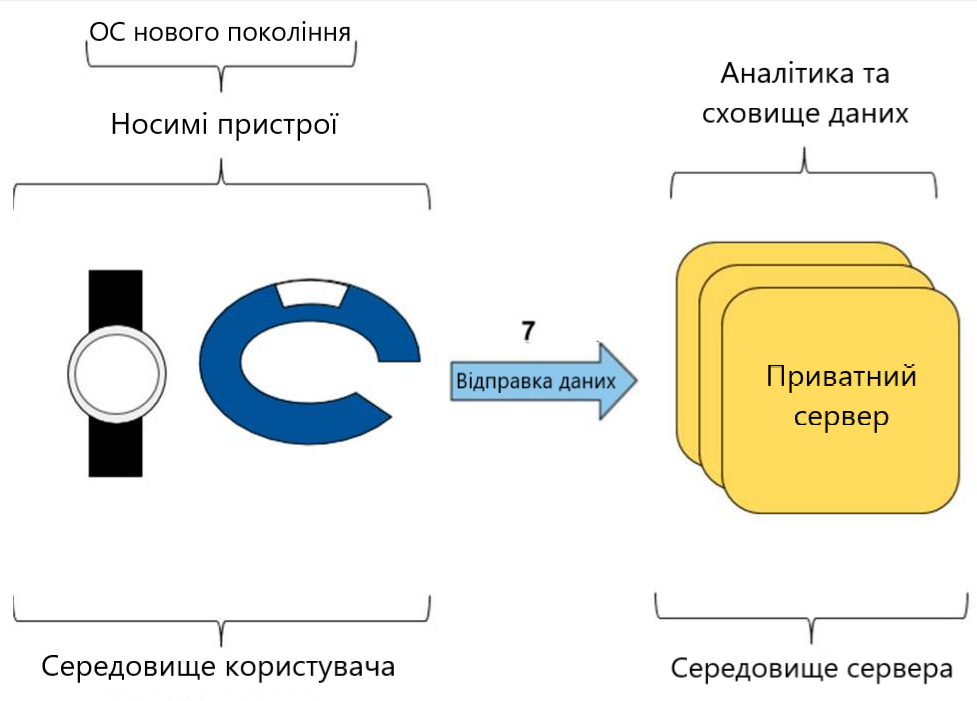 ОС нового покоління
Носимі пристрої
Аналітика та
сховище даних
7
Відправка даних
Приватний
сервер
Середовище користувача
Середовище сервера